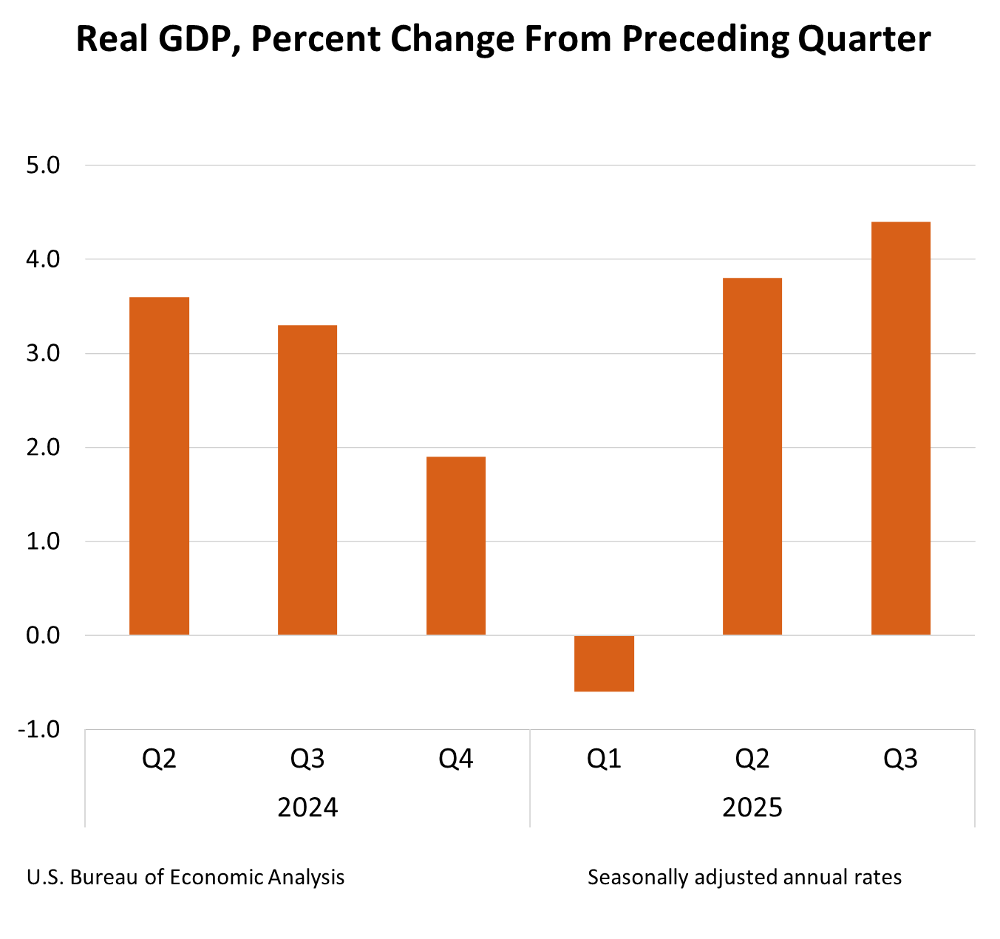 Real GDP, Percent Change From Preceding Quarter
5.0
4.0
3.0
2.0
1.0
0.0
-1.0
Q2 Q3 Q4 Q1 Q2 Q3
2024 2025
U.S. Bureau of Economic Analysis Seasonally adjusted annual rates